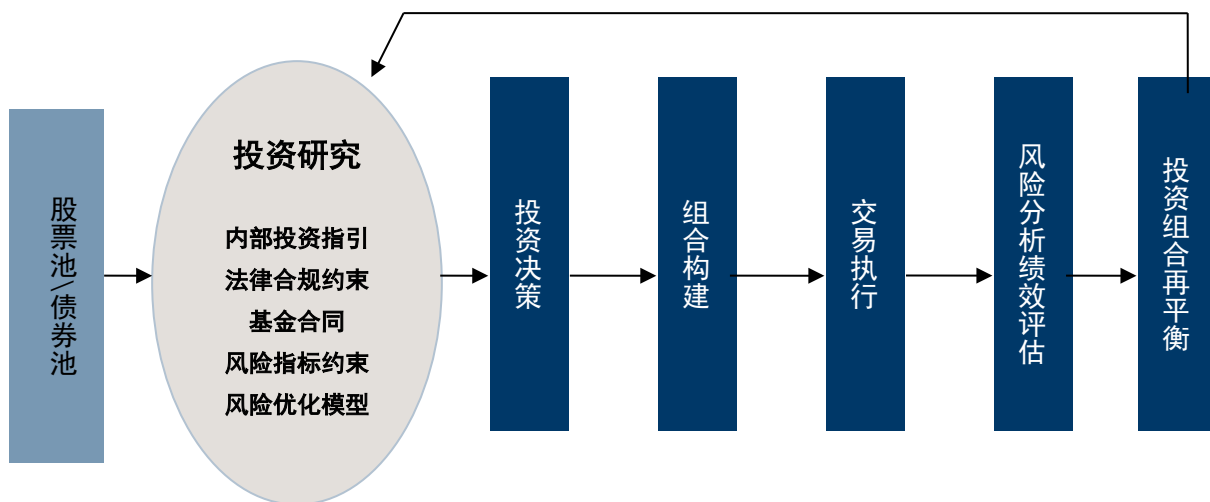 股票池\债券池
投资研究
内部投资指引
法律合规约束
基金合同
风险指标约束
风险优化模型
投资决策
组合构建
交易执行
风险分析绩效评估
投资组合再平衡